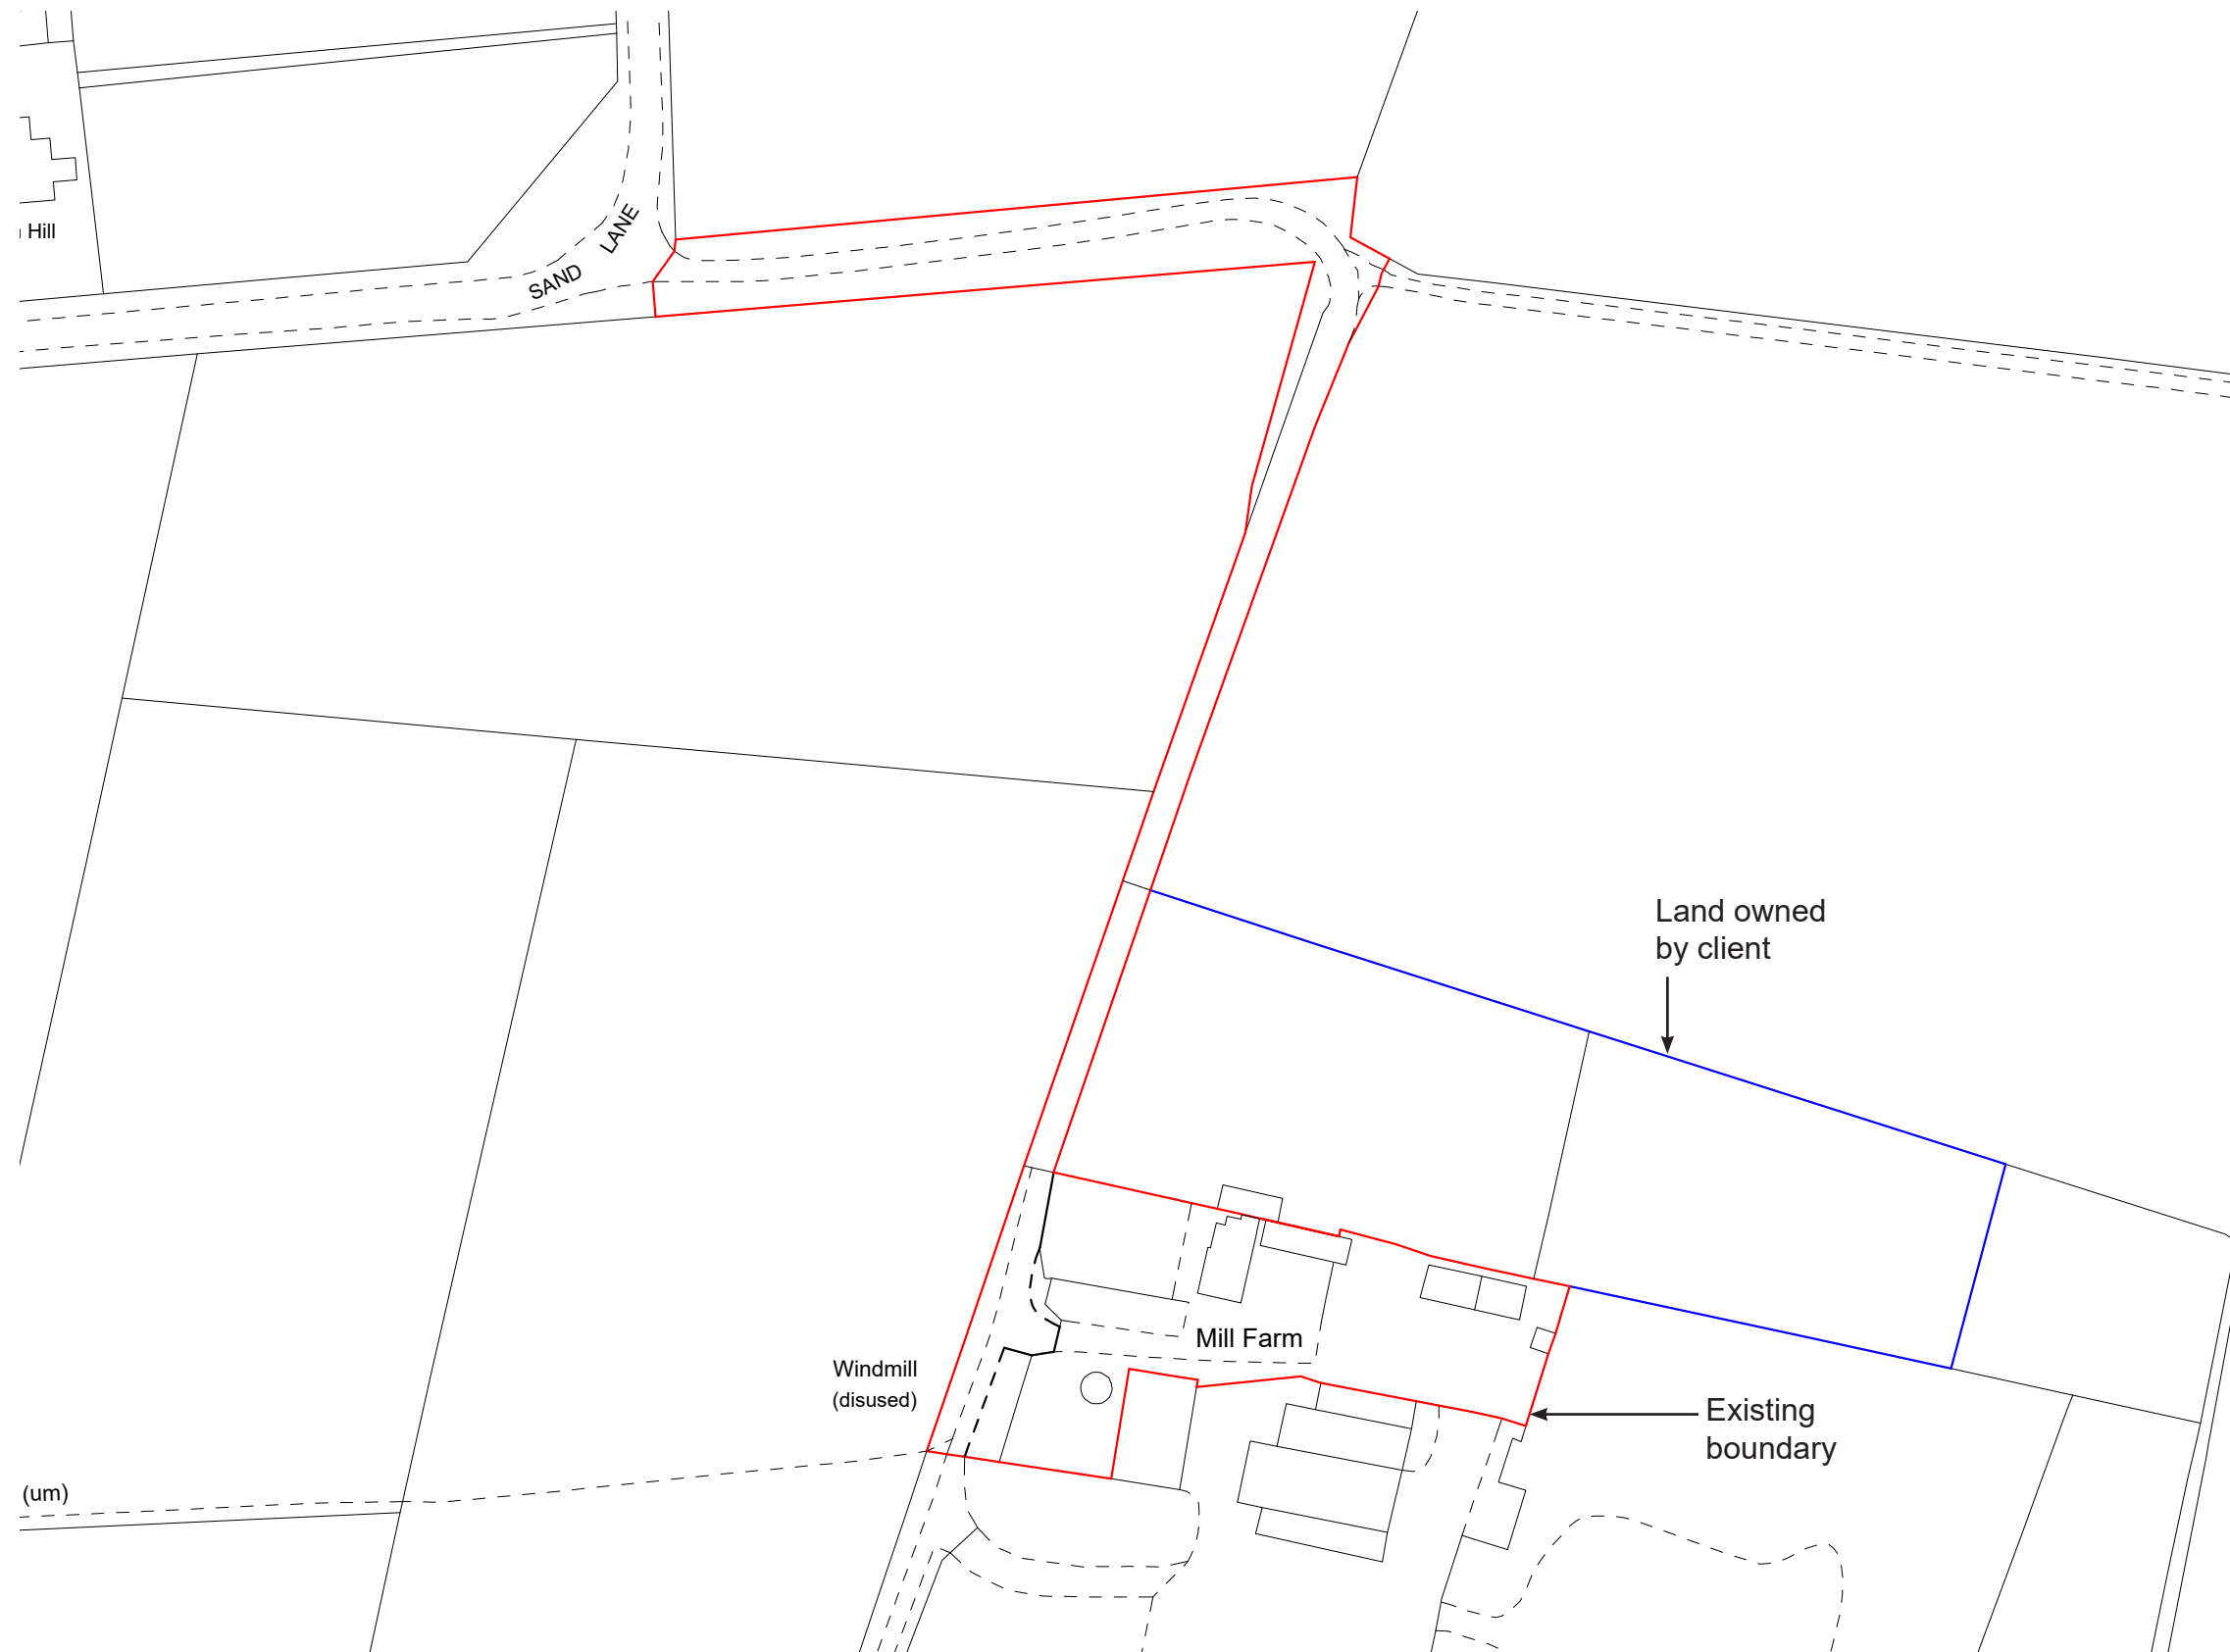 Hill
SAND LANE
Land owned
by client
Mill Farm
Windmill
(disused)
Existing
boundary
(um)